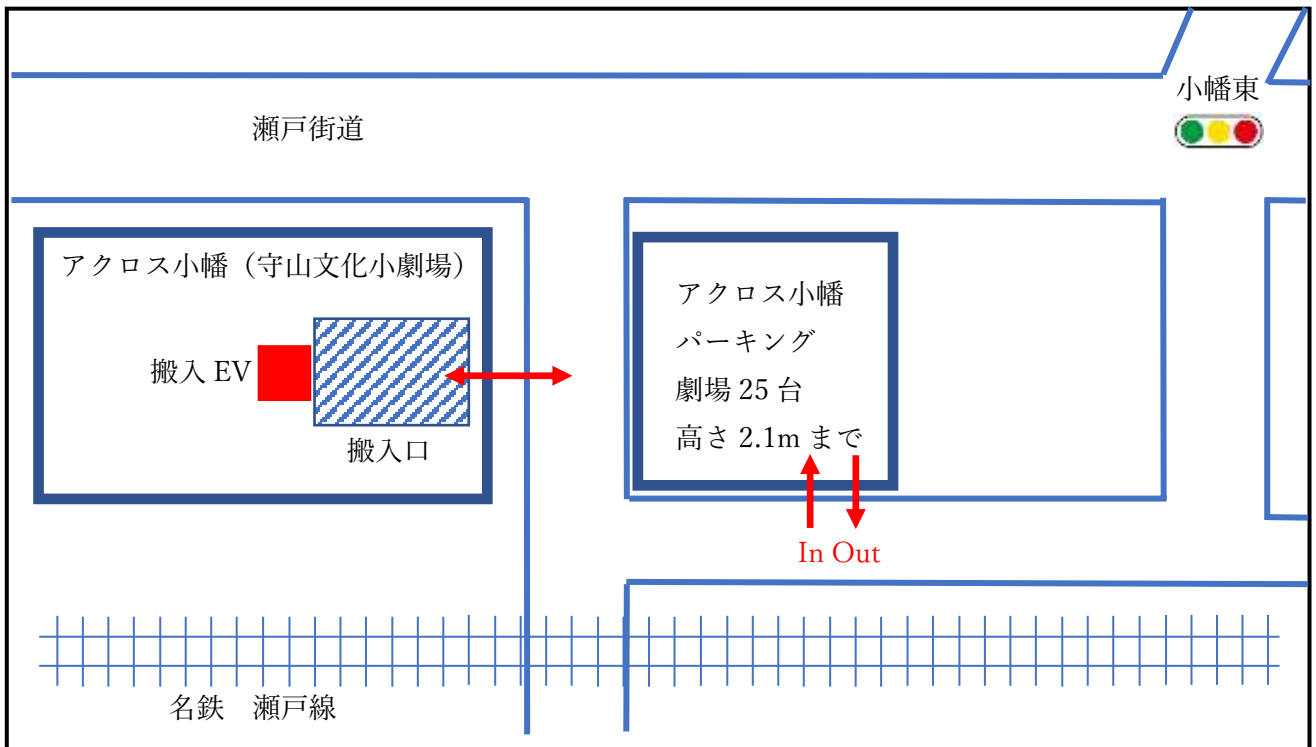 小幡東
瀬戸街道
アクロス小幡（守山文化小劇場）
搬入 EV
搬入口
アクロス小幡
パーキング
劇場 25 台
高さ 2.1m まで
In Out
名鉄　瀬戸線